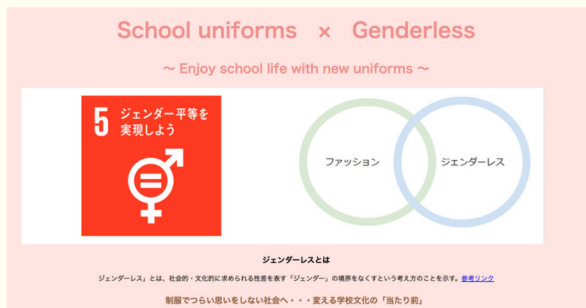 School uniforms × Genderless
～ Enjoy school life with new uniforms ～
5 ジェンダー平等を
実現しよう
ファッション
ジェンダーレス
ジェンダーレスとは
ジェンダーレス」とは、社会的・文化的に求められる性差を表す「ジェンダー」の境界をなくすという考え方のことを示す。参考リンク
制服でつらい思いをしない社会へ・・・変える学校文化の「当たり前」